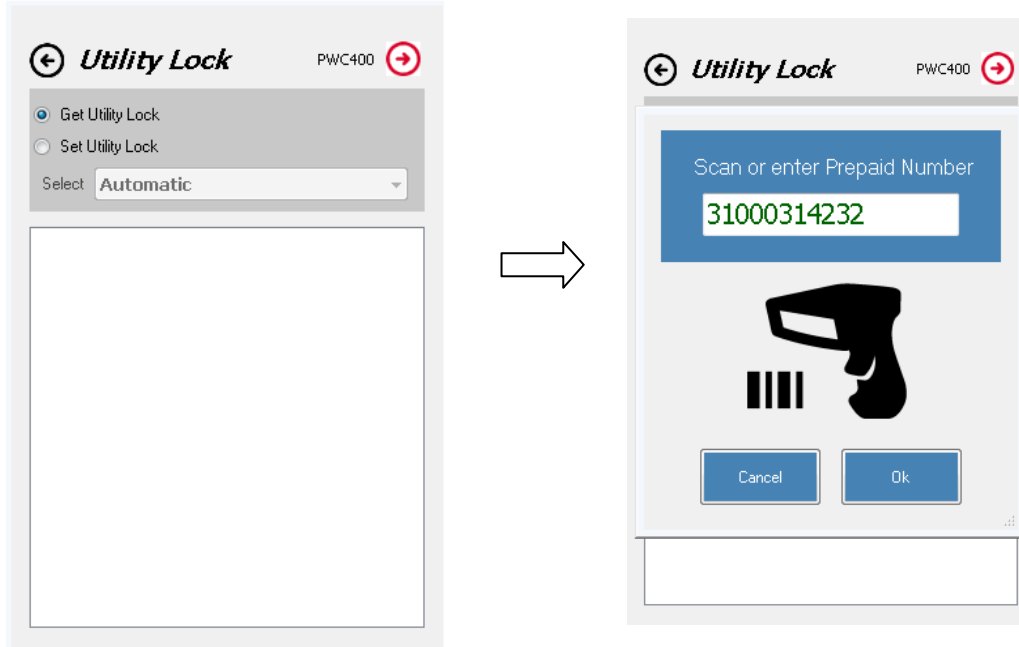 Utility Lock PWC400
Get Utility Lock
Set Utility Lock
Select Automatic
Utility Lock PWC400
Scan or enter Prepaid Number
31000314232
Cancel Ok